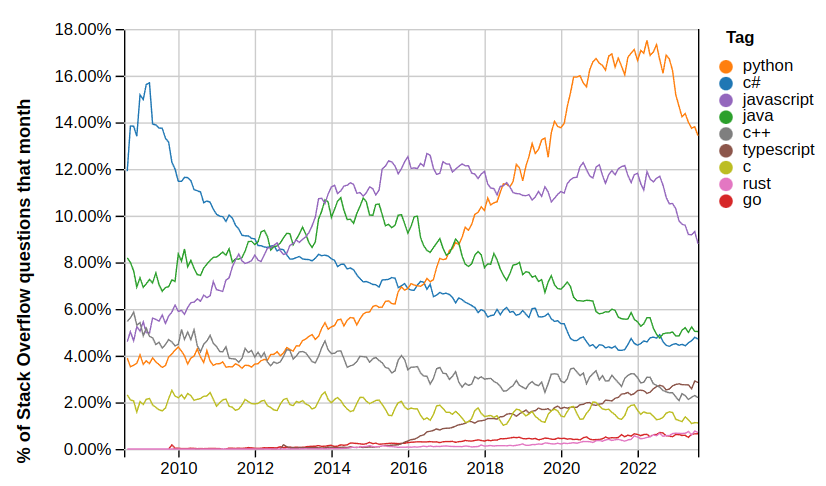 % of Stack Overflow questions that month
18.00%
16.00%
14.00%
12.00%
10.00%
8.00%
6.00%
4.00%
2.00%
0.00%
2010 2012 2014 2016 2018 2020 2022
Tag
python
c#
javascript
java
c++
typescript
c
rust
go